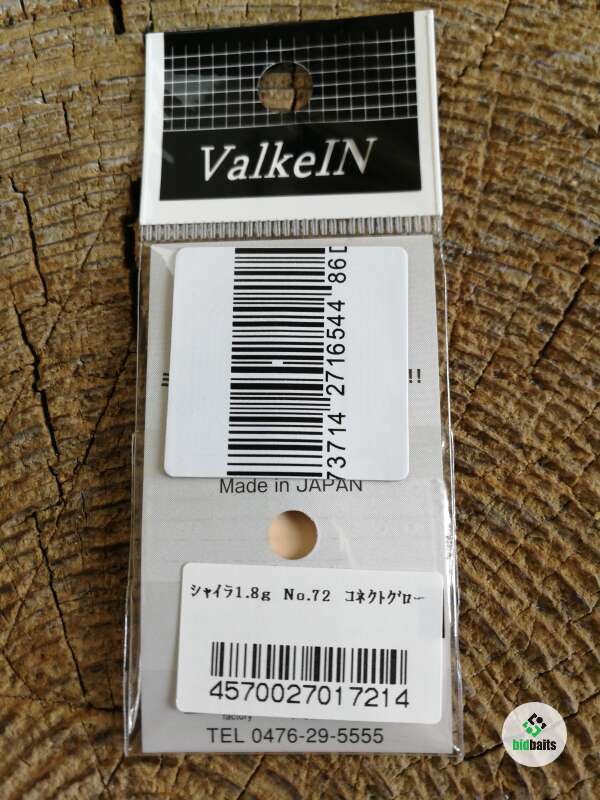 ValkeIN
73714 2716544 86D
!!
Made in JAPAN
シャイラ1.8g No.72 コネクトグロー
4570027017214
factory
TEL 0476-29-5555
bidbaits